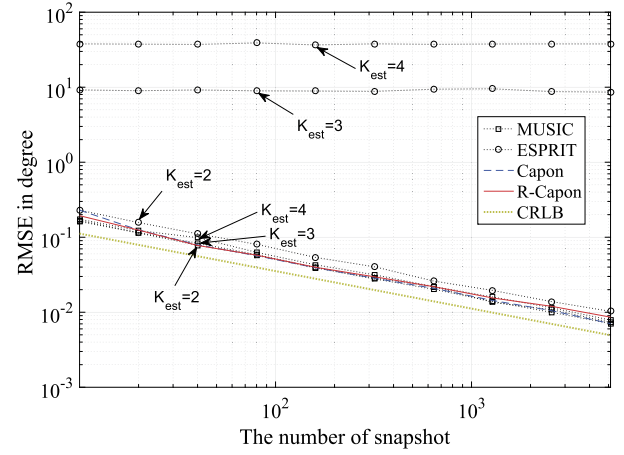 10^2
K_est=4
10^1
K_est=3
MUSIC
ESPRIT
Capon
R-Capon
CRLB
10^0
K_est=2
K_est=4
10^-1
K_est=3
K_est=2
10^-2
10^-3
10^2
10^3
RMSE in degree
The number of snapshot